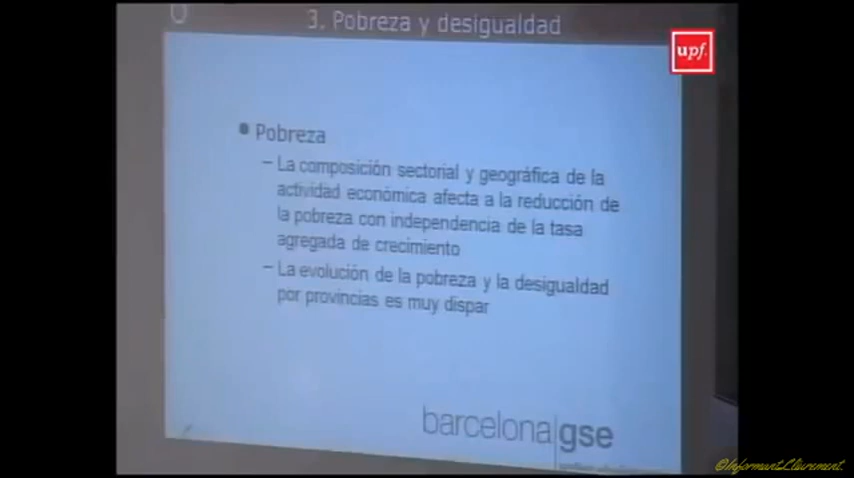 3. Pobreza y desigualdad
upf.
• Pobreza
– La composición sectorial y geográfica de la
actividad económica afecta a la reducción de
la pobreza con independencia de la tasa
agregada de crecimiento
– La evolución de la pobreza y la desigualdad
por provincias es muy dispar
barcelona|gse
@InformantLliurement.